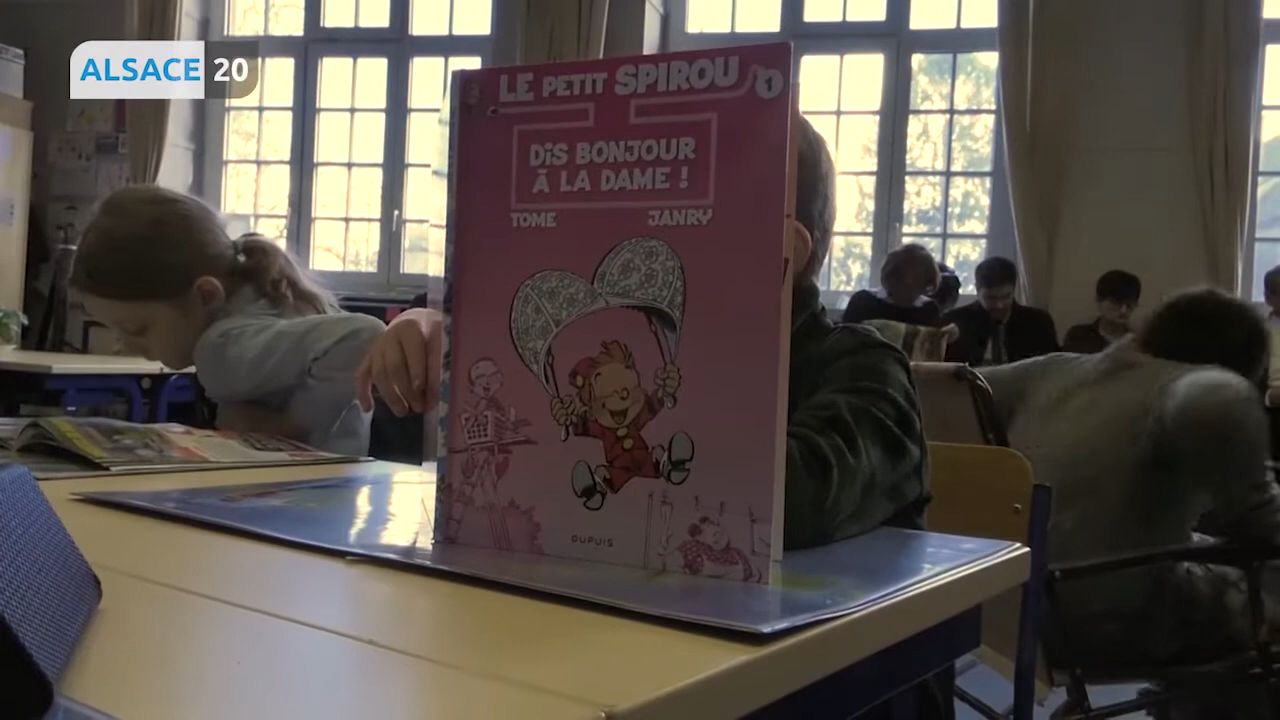 ALSACE 20
LE PETIT SPIROU 1
DiS BONJOUR
À LA DAME !
TOME JANRY
DUPUIS